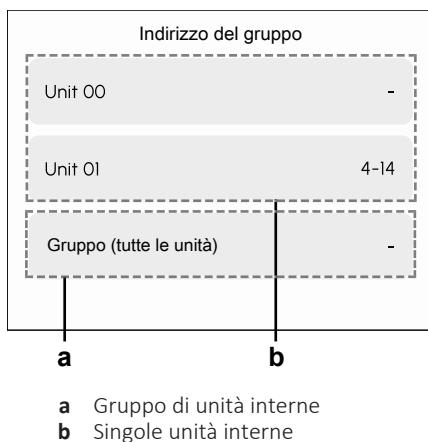 Indirizzo del gruppo
Unit 00 -
Unit 01 4-14
Gruppo (tutte le unità) -
a b
a Gruppo di unità interne
b Singole unità interne